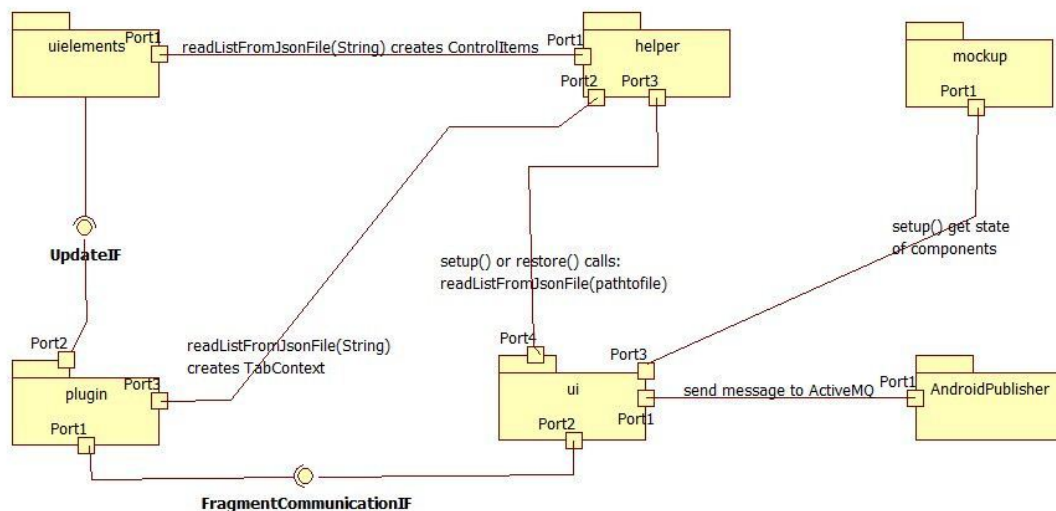 uielements
Port1
readListFromJsonFile(String) creates ControlItems
Port1
helper
Port2
Port3
mockup
Port1
UpdateIF
setup() get state
of components
setup() or restore() calls:
readListFromJsonFile(pathtofile)
Port2
plugin
Port3
Port1
readListFromJsonFile(String)
creates TabContext
Port4
ui
Port3
Port1
Port2
send message to ActiveMQ
Port1
AndroidPublisher
FragmentCommunicationIF